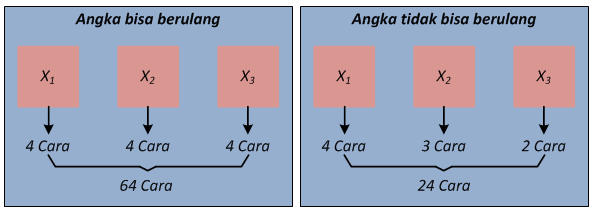 Angka bisa berulang
X1 X2 X3
4 Cara 4 Cara 4 Cara
64 Cara
Angka tidak bisa berulang
X1 X2 X3
4 Cara 3 Cara 2 Cara
24 Cara